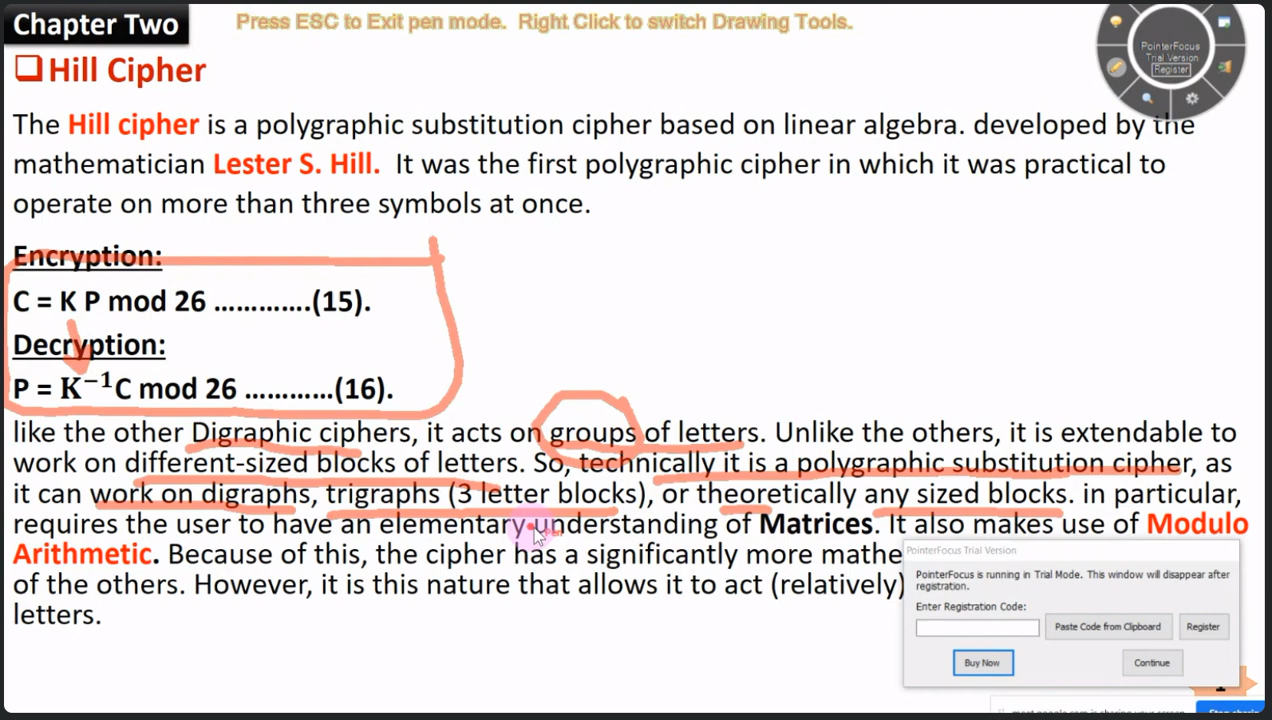 Chapter Two
Press ESC to Exit pen mode. Right Click to switch Drawing Tools.
PointerFocus
Trial Version
Register
Hill Cipher
The Hill cipher is a polygraphic substitution cipher based on linear algebra. developed by the
mathematician Lester S. Hill. It was the first polygraphic cipher in which it was practical to
operate on more than three symbols at once.
Encryption:
C = K P mod 26 .............(15).
Decryption:
P = K⁻¹C mod 26 ............(16).
like the other Digraphic ciphers, it acts on groups of letters. Unlike the others, it is extendable to
work on different-sized blocks of letters. So, technically it is a polygraphic substitution cipher, as
it can work on digraphs, trigraphs (3 letter blocks), or theoretically any sized blocks. in particular,
requires the user to have an elementary understanding of Matrices. It also makes use of Modulo
Pen
Arithmetic. Because of this, the cipher has a significantly more mathe
of the others. However, it is this nature that allows it to act (relatively)
letters.
PointerFocus Trial Version
PointerFocus is running in Trial Mode. This window will disappear after
registration.
Enter Registration Code:
Paste Code from Clipboard
Register
Buy Now
Continue